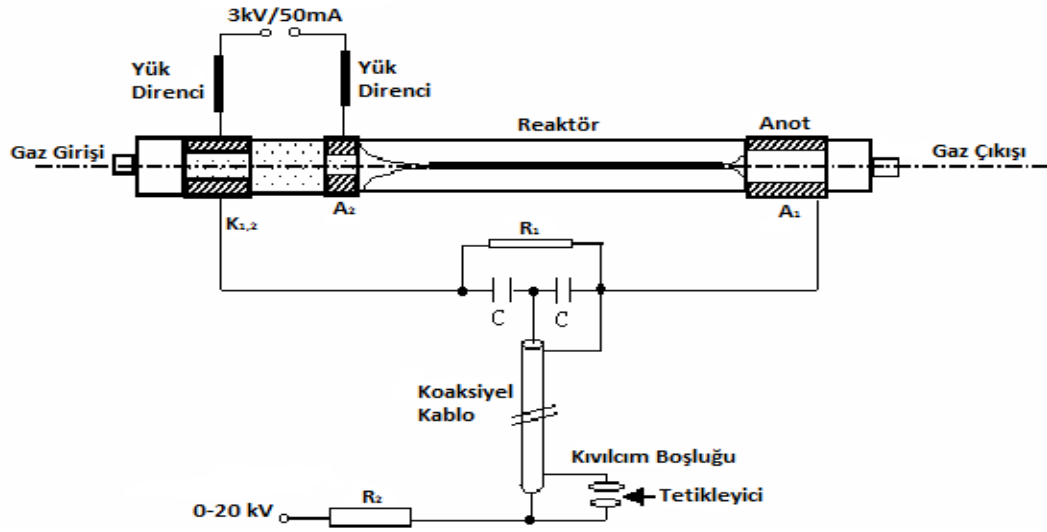 3kV/50mA
Yük
Direnci
Yük
Direnci
Reaktör
Anot
Gaz Girişi
Gaz Çıkışı
K₁,₂
A₂
A₁
R₁
C
C
Koaksiyel
Kablo
Kıvılcım Boşluğu
Tetikleyici
R₂
0-20 kV